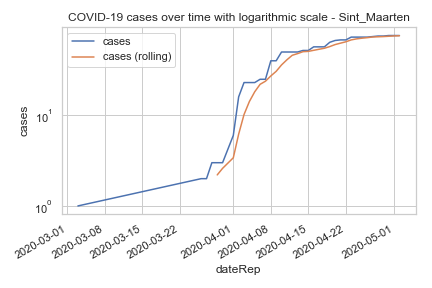 COVID-19 cases over time with logarithmic scale - Sint_Maarten
cases
cases (rolling)
cases
10¹
10⁰
2020-03-01
2020-03-08
2020-03-15
2020-03-22
2020-04-01
2020-04-08
2020-04-15
2020-04-22
2020-05-01
dateRep